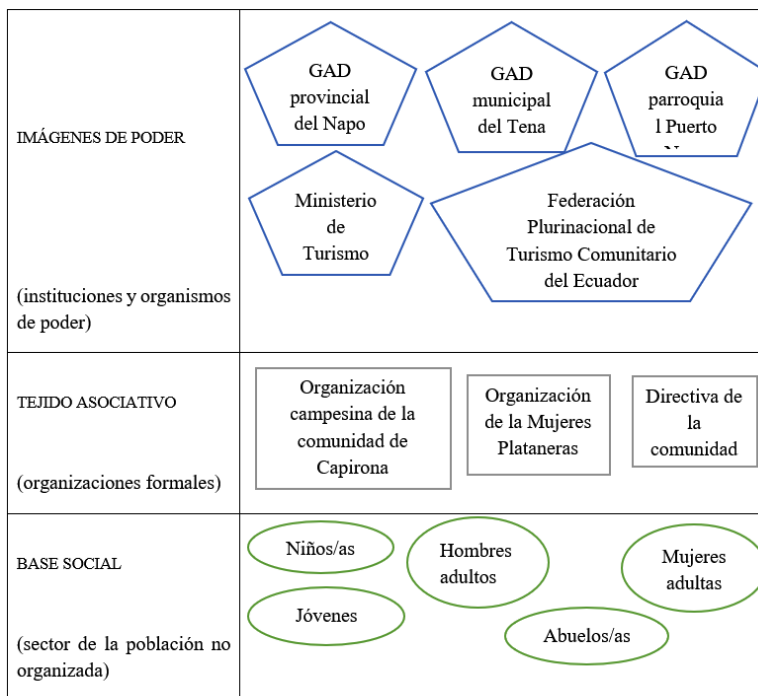 IMÁGENES DE PODER
(instituciones y organismos
de poder)
GAD
provincial
del Napo
GAD
municipal
del Tena
GAD
parroquia
l Puerto
Ministerio
de
Turismo
Federación
Plurinacional de
Turismo Comunitario
del Ecuador
TEJIDO ASOCIATIVO
(organizaciones formales)
Organización
campesina de la
comunidad de
Capirona
Organización
de la Mujeres
Plataneras
Directiva de
la
comunidad
BASE SOCIAL
(sector de la población no
organizada)
Niños/as
Hombres
adultos
Mujeres
adultas
Jóvenes
Abuelos/as